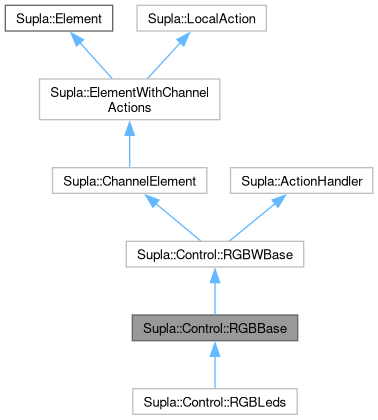 Supla::Element
Supla::LocalAction
Supla::ElementWithChannel
Actions
Supla::ChannelElement
Supla::ActionHandler
Supla::Control::RGBWBase
Supla::Control::RGBBase
Supla::Control::RGBLeds